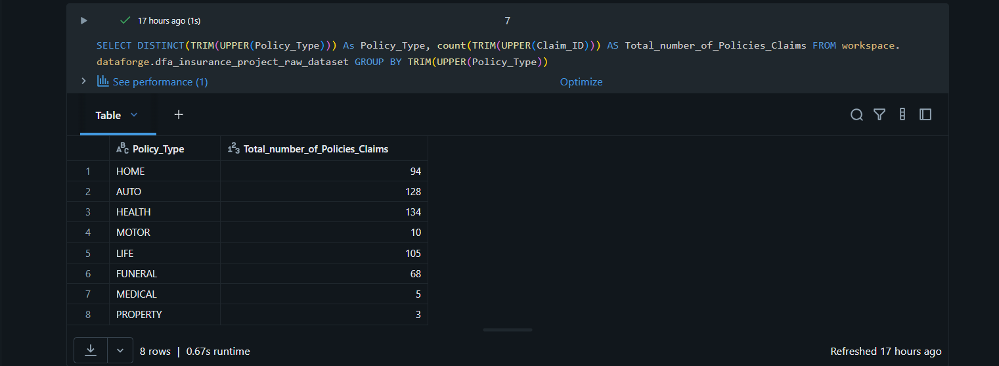 17 hours ago (1s)
7
SELECT DISTINCT(TRIM(UPPER(Policy_Type))) As Policy_Type, count(TRIM(UPPER(Claim_ID))) AS Total_number_of_Policies_Claims FROM workspace.
dataforge.dfa_insurance_project_raw_dataset GROUP BY TRIM(UPPER(Policy_Type))
See performance (1)
Optimize
Table
Policy_Type Total_number_of_Policies_Claims
1 HOME 94
2 AUTO 128
3 HEALTH 134
4 MOTOR 10
5 LIFE 105
6 FUNERAL 68
7 MEDICAL 5
8 PROPERTY 3
8 rows | 0.67s runtime
Refreshed 17 hours ago